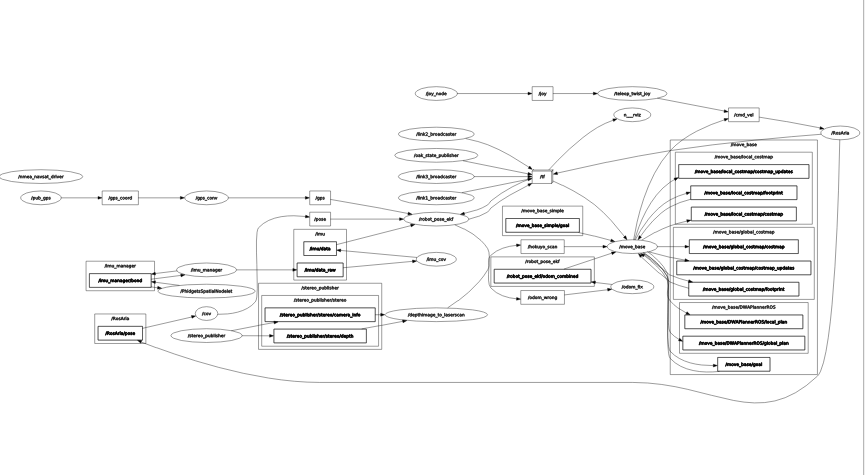 /joy_node
/joy
/teleop_twist_joy
/cmd_vel
/RosAria
/link2_broadcaster
/oak_state_publisher
/link3_broadcaster
/link1_broadcaster
/tf
/nmea_navsat_driver
/pub_gps
/gps_coord
/gps_conv
/gps
/pose
/robot_pose_ekf
/imu
/imu/data
/imu/data_raw
/imu_cov
/imu_manager
/imu_manager/bond
/imu_manager
/PhidgetsSpatialNodelet
/RosAria
/RosAria/pose
/cov
/stereo_publisher
/stereo_publisher
/stereo_publisher/stereo
/stereo_publisher/stereo/camera_info
/stereo_publisher/stereo/depth
/depthimage_to_laserscan
/move_base_simple
/move_base_simple/goal
/hokuyo_scan
/robot_pose_ekf
/robot_pose_ekf/odom_combined
/odom_wrong
/odom_fix
/move_base
/move_base
/move_base/local_costmap
/move_base/local_costmap/costmap_updates
/move_base/local_costmap/footprint
/move_base/local_costmap/costmap
/move_base/global_costmap
/move_base/global_costmap/costmap
/move_base/global_costmap/costmap_updates
/move_base/global_costmap/footprint
/move_base/DWAPlannerROS
/move_base/DWAPlannerROS/local_plan
/move_base/DWAPlannerROS/global_plan
/move_base/goal